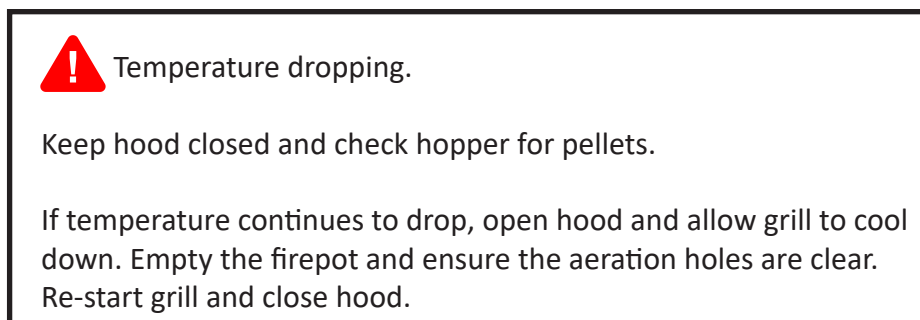 ! Temperature dropping.
Keep hood closed and check hopper for pellets.
If temperature continues to drop, open hood and allow grill to cool
down. Empty the firepot and ensure the aeration holes are clear.
Re-start grill and close hood.